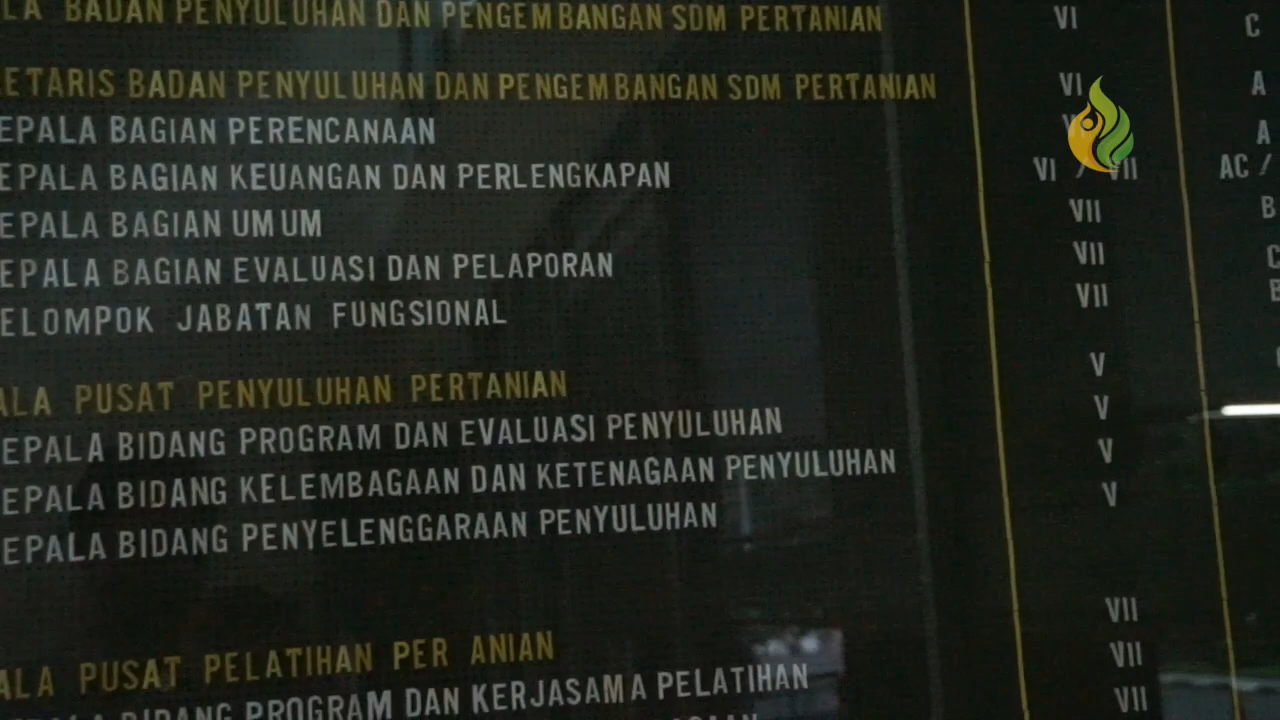 LA BADAN PENYULUHAN DAN PENGEMBANGAN SDM PERTANIAN VI C
ETARIS BADAN PENYULUHAN DAN PENGEMBANGAN SDM PERTANIAN VI A
EPALA BAGIAN PERENCANAAN A
EPALA BAGIAN KEUANGAN DAN PERLENGKAPAN VI / VII AC /
EPALA BAGIAN UMUM VII B
EPALA BAGIAN EVALUASI DAN PELAPORAN VII
ELOMPOK JABATAN FUNGSIONAL VII
ALA PUSAT PENYULUHAN PERTANIAN V
EPALA BIDANG PROGRAM DAN EVALUASI PENYULUHAN V
EPALA BIDANG KELEMBAGAAN DAN KETENAGAAN PENYULUHAN V
EPALA BIDANG PENYELENGGARAAN PENYULUHAN V
ALA PUSAT PELATIHAN PER ANIAN VII
PALA BIDANG PROGRAM DAN KERJASAMA PELATIHAN VII
VII